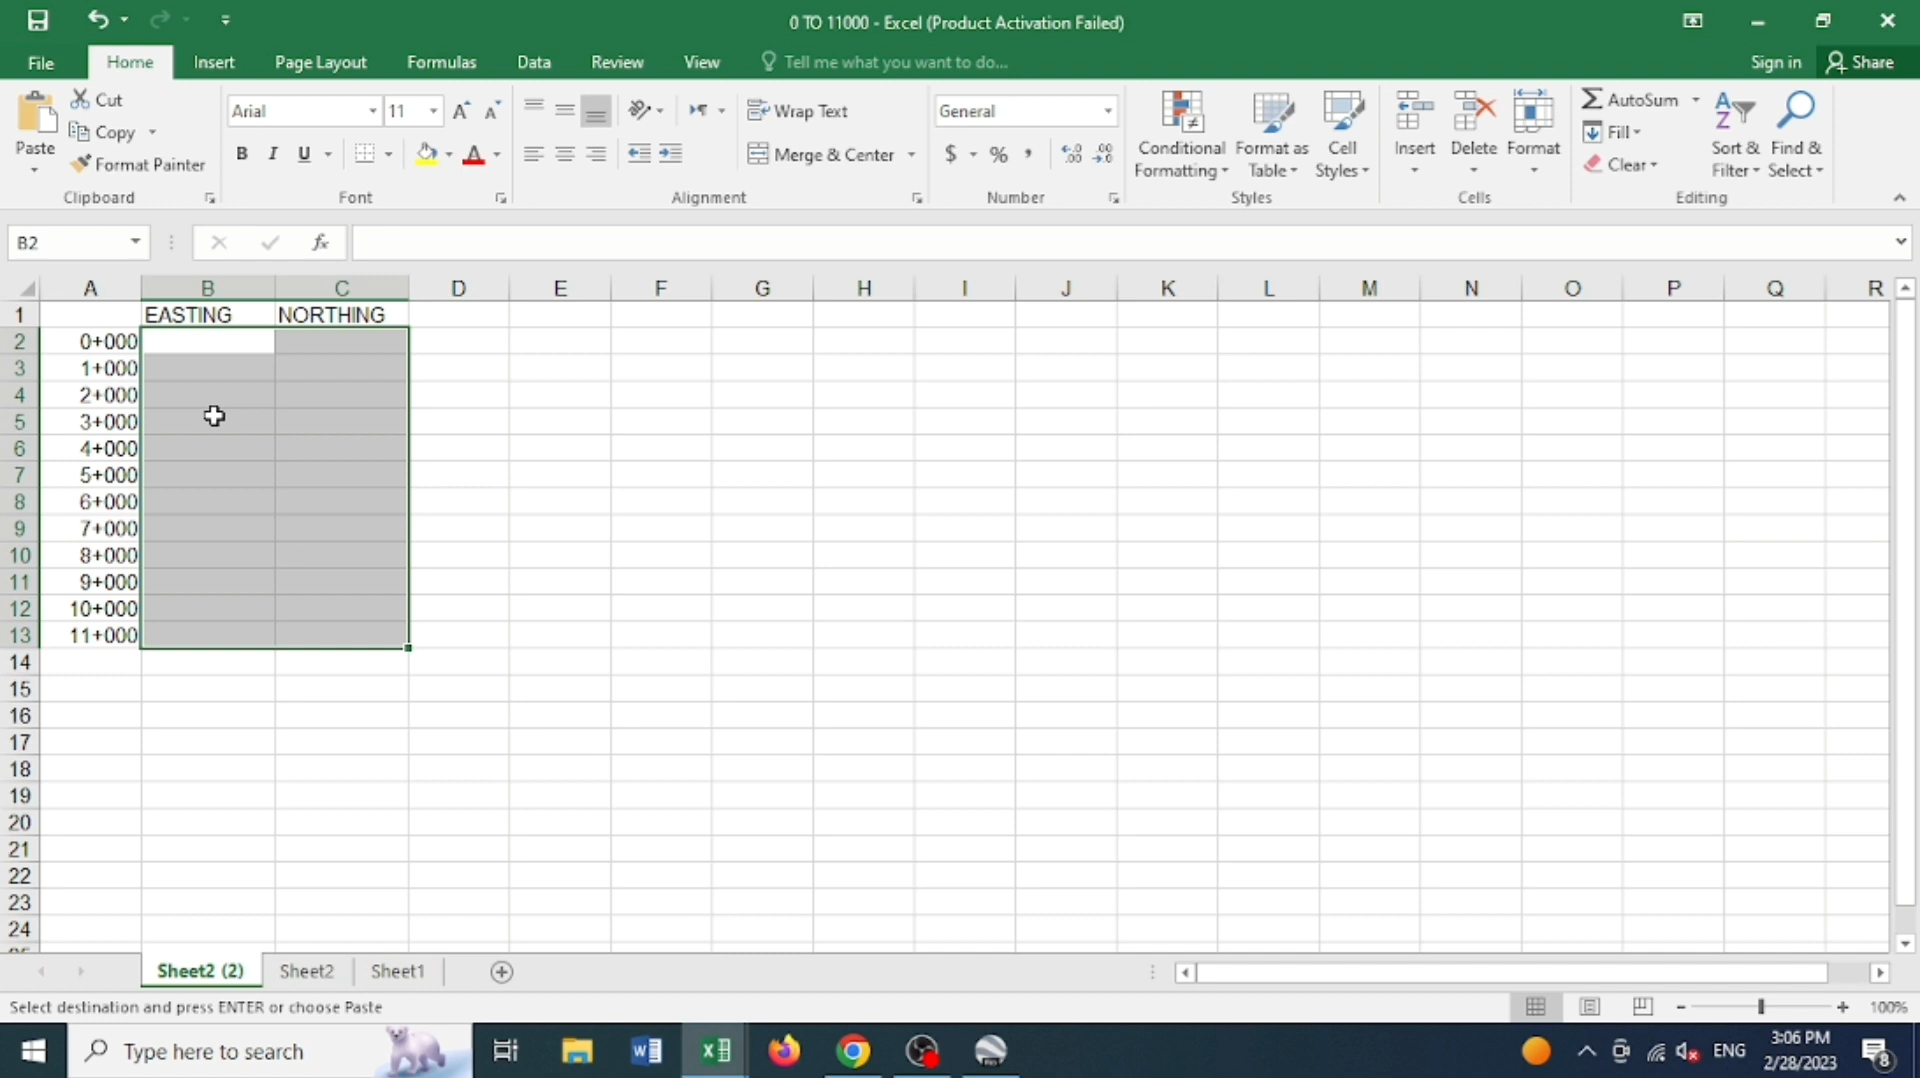 0 TO 11000 - Excel (Product Activation Failed)
File Home Insert Page Layout Formulas Data Review View Tell me what you want to do... Sign in Share
Paste
Cut
Copy
Format Painter
Clipboard
Arial 11
B I U
Font
Wrap Text
Merge & Center
Alignment
General
$ % ,
Number
Conditional Formatting
Format as Table
Cell Styles
Styles
Insert Delete Format
Cells
AutoSum
Fill
Clear
Sort & Filter
Find & Select
Editing
B2 fx
A B C D E F G H I J K L M N O P Q R
1 EASTING NORTHING
2 0+000
3 1+000
4 2+000
5 3+000
6 4+000
7 5+000
8 6+000
9 7+000
10 8+000
11 9+000
12 10+000
13 11+000
14
15
16
17
18
19
20
21
22
23
24
Sheet2 (2) Sheet2 Sheet1
Select destination and press ENTER or choose Paste 100%
Type here to search
ENG
3:06 PM
2/28/2023
8